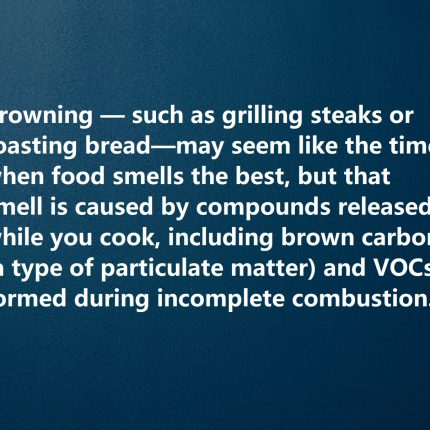 rowning — such as grilling steaks or
oasting bread—may seem like the time
when food smells the best, but that
mell is caused by compounds released
while you cook, including brown carbon
a type of particulate matter) and VOCs
ormed during incomplete combustion.